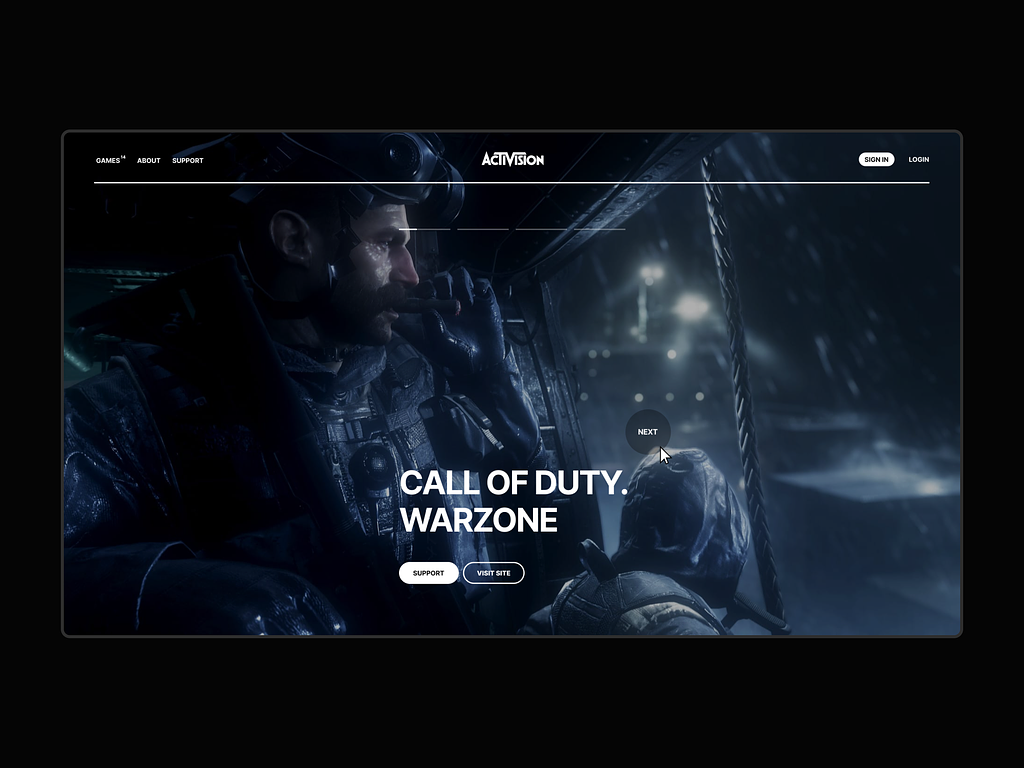 GAMES 14
ABOUT
SUPPORT
ACTIVISION
SIGN IN
LOGIN
NEXT
CALL OF DUTY.
WARZONE
SUPPORT
VISIT SITE